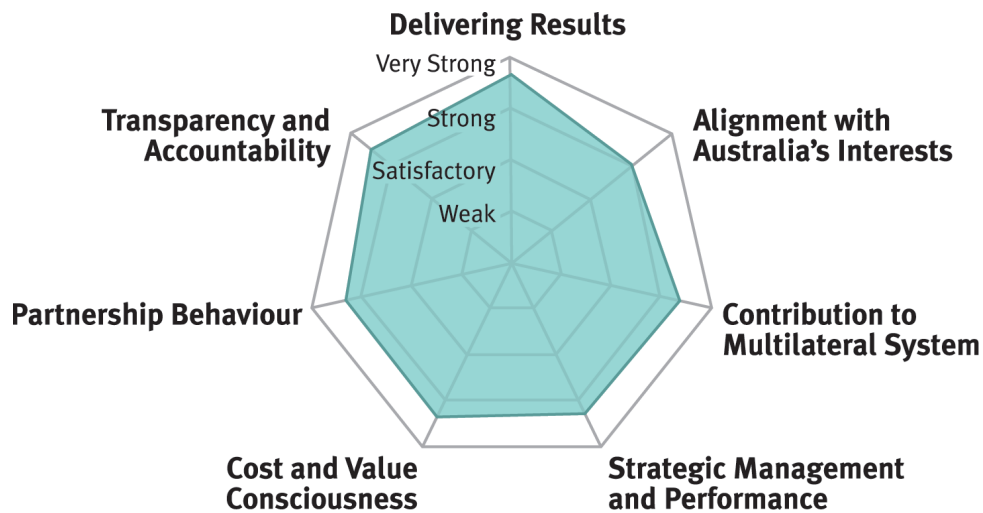 Delivering Results
Very Strong
Strong
Satisfactory
Weak
Transparency and
Accountability
Alignment with
Australia’s Interests
Partnership Behaviour
Contribution to
Multilateral System
Cost and Value
Consciousness
Strategic Management
and Performance